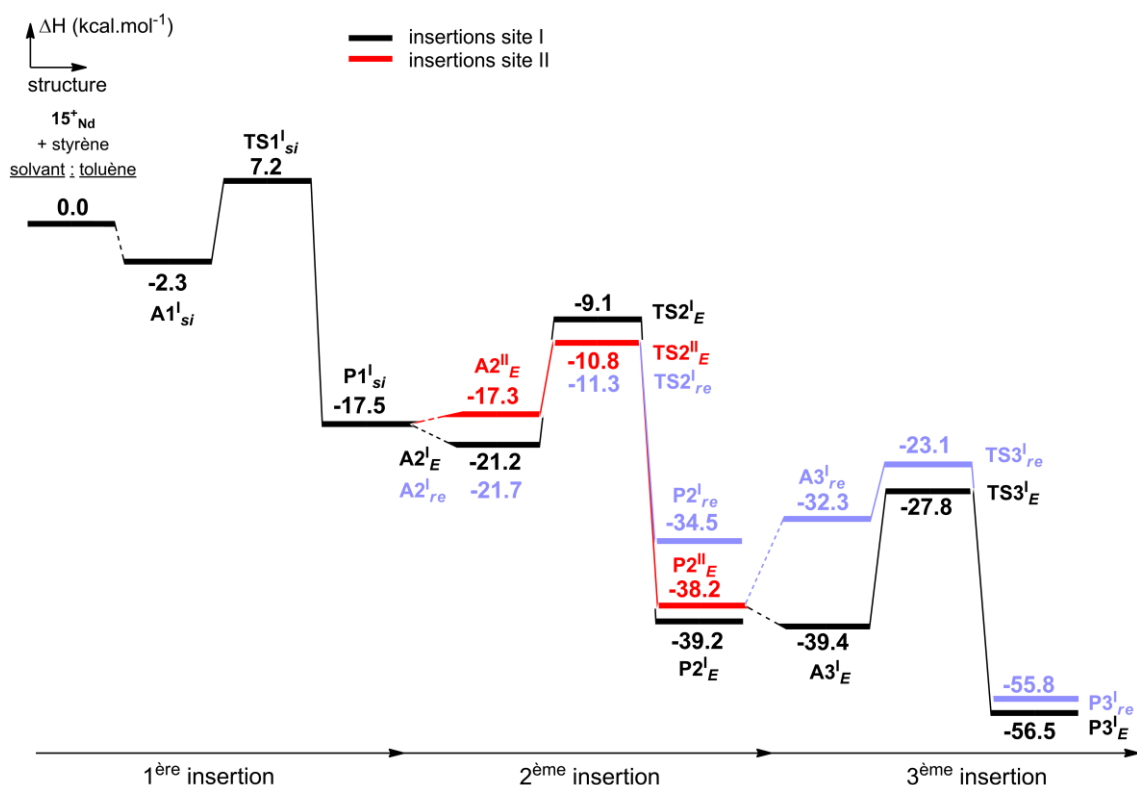 ΔH (kcal.mol⁻¹)
structure
insertions site I
insertions site II
15⁺Nd
+ styrène
solvant : toluène
0.0
-2.3
A1ᴵsi
TS1ᴵsi
7.2
P1ᴵsi
-17.5
A2ᴵᴵE
-17.3
A2ᴵE
-21.2
A2ᴵre
-21.7
-9.1
TS2ᴵE
-10.8
TS2ᴵᴵE
-11.3
TS2ᴵre
P2ᴵre
-34.5
P2ᴵᴵE
-38.2
-39.2
P2ᴵE
A3ᴵre
-32.3
-39.4
A3ᴵE
-23.1
TS3ᴵre
-27.8
TS3ᴵE
-55.8
P3ᴵre
-56.5
P3ᴵE
1ère insertion
2ème insertion
3ème insertion